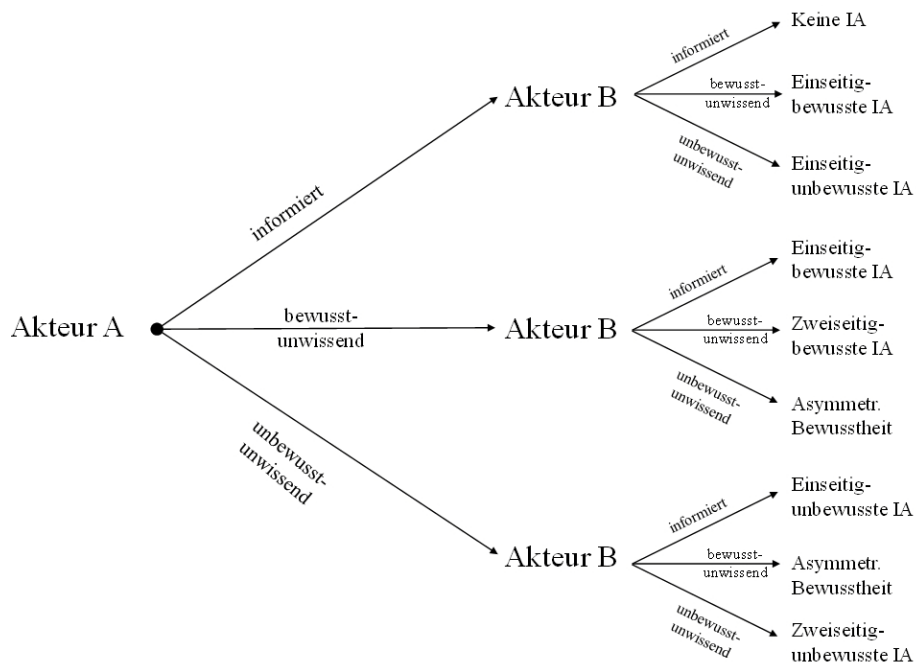 Keine IA
informiert
Akteur B
bewusst-
unwissend
Einseitig-
bewusste IA
unbewusst-
unwissend
Einseitig-
unbewusste IA
informiert
Einseitig-
bewusste IA
informiert
Akteur A
bewusst-
unwissend
Akteur B
bewusst-
unwissend
Zweiseitig-
bewusste IA
unbewusst-
unwissend
Asymmetr.
Bewusstheit
unbewusst-
unwissend
Einseitig-
unbewusste IA
informiert
Akteur B
bewusst-
unwissend
Asymmetr.
Bewusstheit
unbewusst-
unwissend
Zweiseitig-
unbewusste IA